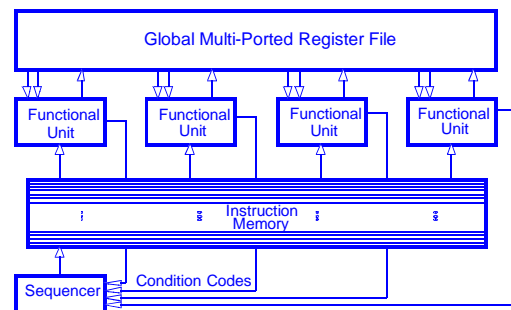 Global Multi-Ported Register File
Functional
Unit
Functional
Unit
Functional
Unit
Functional
Unit
Instruction
Memory
Condition Codes
Sequencer